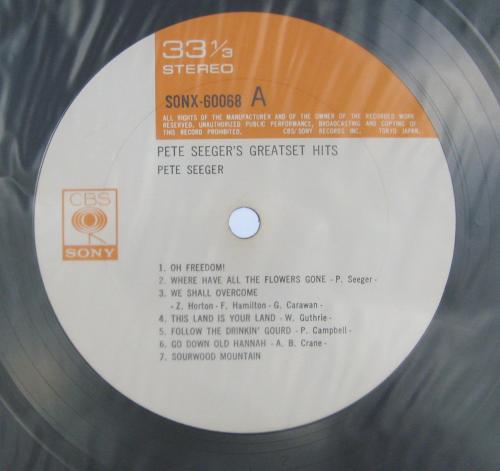 33 1/3
STEREO
SONX-60068 A
ALL RIGHTS OF THE MANUFACTURER AND OF THE OWNER OF THE RECORDED WORK
RESERVED. UNAUTHORIZED PUBLIC PERFORMANCE, BROADCASTING AND COPYING OF
THIS RECORD PROHIBITED. CBS/SONY RECORDS INC. TOKYO JAPAN.
PETE SEEGER'S GREATSET HITS
PETE SEEGER
CBS
SONY
1. OH FREEDOM!
2. WHERE HAVE ALL THE FLOWERS GONE - P. Seeger -
3. WE SHALL OVERCOME
- Z. Horton - F. Hamilton - G. Carawan -
4. THIS LAND IS YOUR LAND - W. Guthrie -
5. FOLLOW THE DRINKIN' GOURD - P. Campbell -
6. GO DOWN OLD HANNAH - A. B. Crane -
7. SOURWOOD MOUNTAIN